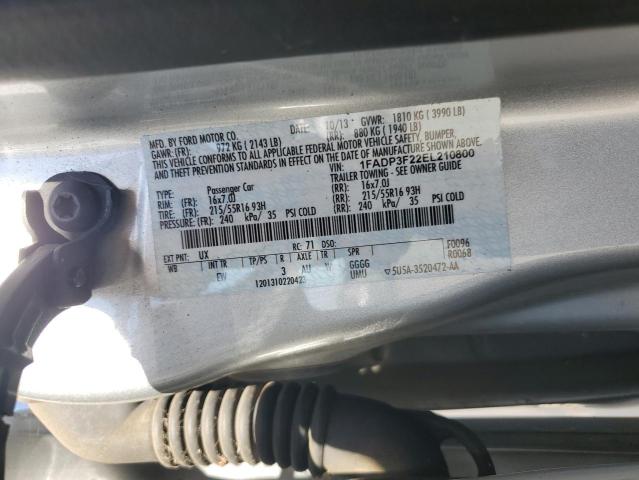 MFD. BY FORD MOTOR CO.
DATE: 10/13 GVWR: 1810 KG ( 3990 LB)
GAWR: (FR): 972 KG ( 2143 LB) (RR): 880 KG ( 1940 LB)
THIS VEHICLE CONFORMS TO ALL APPLICABLE FEDERAL MOTOR VEHICLE SAFETY, BUMPER,
AND THEFT PREVENTION STANDARDS IN EFFECT ON THE DATE OF MANUFACTURE SHOWN ABOVE.
VIN: 1FADP3F22EL210800
TYPE: Passenger Car TRAILER TOWING - SEE OWNER GUIDE
RIM: (FR): 16x7.0J (RR): 16x7.0J
TIRE: (FR): 215/55R16 93H (RR): 215/55R16 93H
(FR): 240 kPa/ 35 PSI COLD (RR): 240 kPa/ 35 PSI COLD
EXT PNT: UX RC: 71 DSO: F0096
WB INT TR TP/PS R AXLE TR SPR R0068
EW 3 AU GGGG
1201310220423 UMU 5U5A-3520472-AA